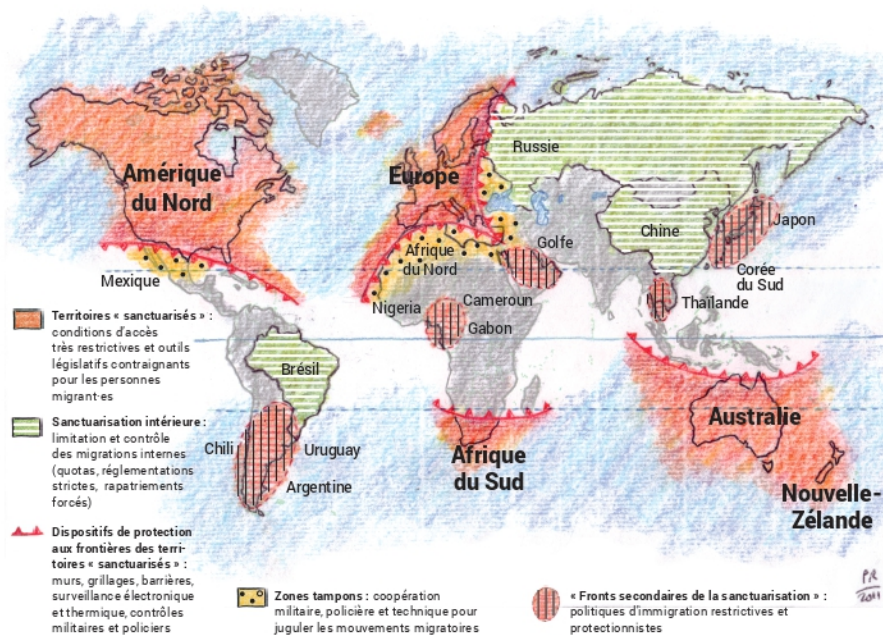 Amérique
du Nord
Europe
Russie
Chine
Japon
Corée
du Sud
Golfe
Afrique
du Nord
Mexique
Nigeria
Cameroun
Gabon
Thaïlande
Brésil
Chili
Uruguay
Argentine
Afrique
du Sud
Australie
Nouvelle-
Zélande
Territoires « sanctuarisés » :
conditions d’accès
très restrictives et outils
législatifs contraignants
pour les personnes
migrant·es
Sanctuarisation intérieure :
limitation et contrôle
des migrations internes
(quotas, réglementations
strictes, rapatriements
forcés)
Dispositifs de protection
aux frontières des terri-
toires « sanctuarisés » :
murs, grillages, barrières,
surveillance électronique
et thermique, contrôles
militaires et policiers
Zones tampons : coopération
militaire, policière et technique pour
juguler les mouvements migratoires
« Fronts secondaires de la sanctuarisation » :
politiques d’immigration restrictives et
protectionnistes
PR